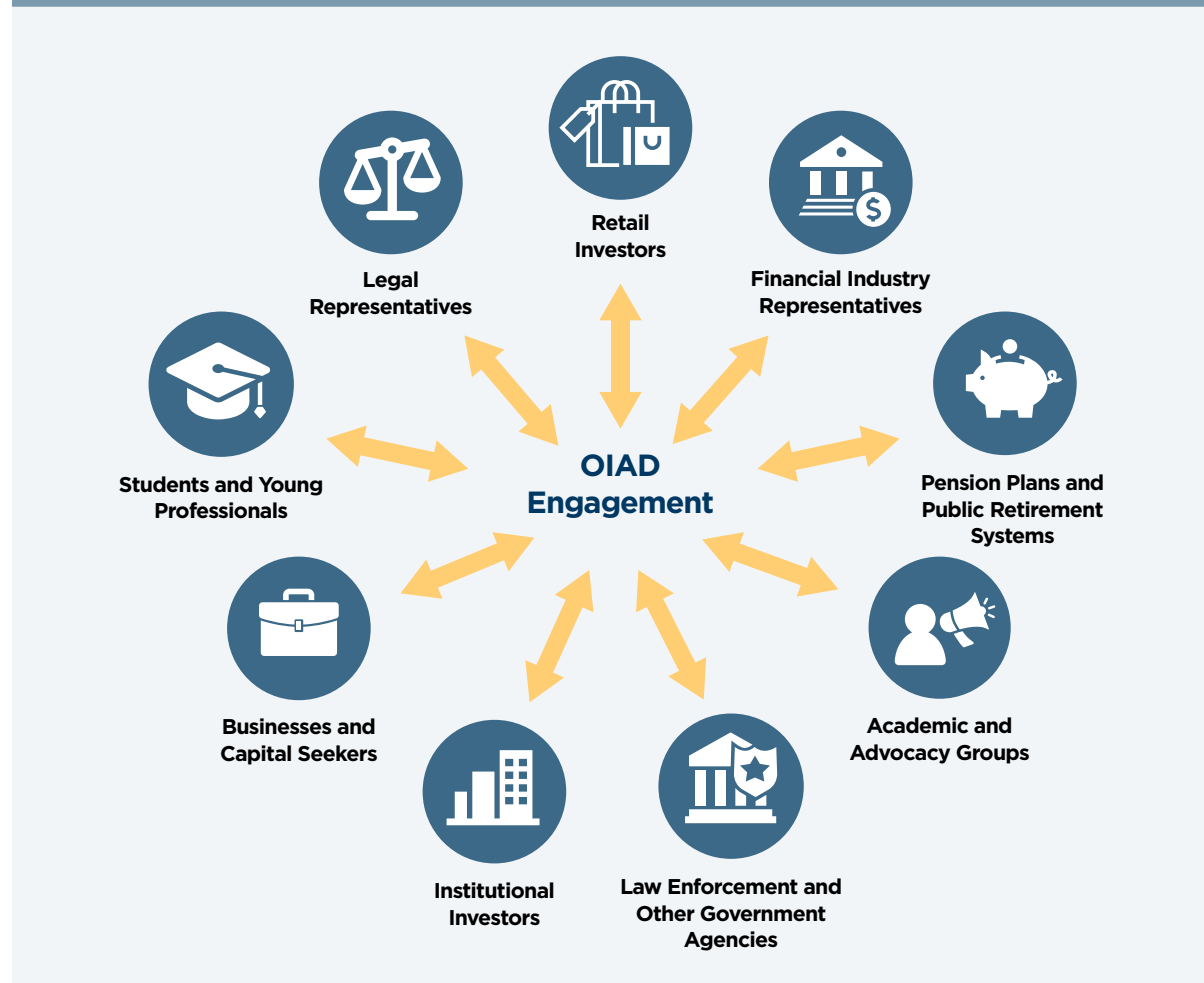 Retail
Investors
Financial Industry
Representatives
Legal
Representatives
Pension Plans and
Public Retirement
Systems
Students and Young
Professionals
OIAD
Engagement
Academic and
Advocacy Groups
Businesses and
Capital Seekers
Law Enforcement and
Other Government
Agencies
Institutional
Investors
$